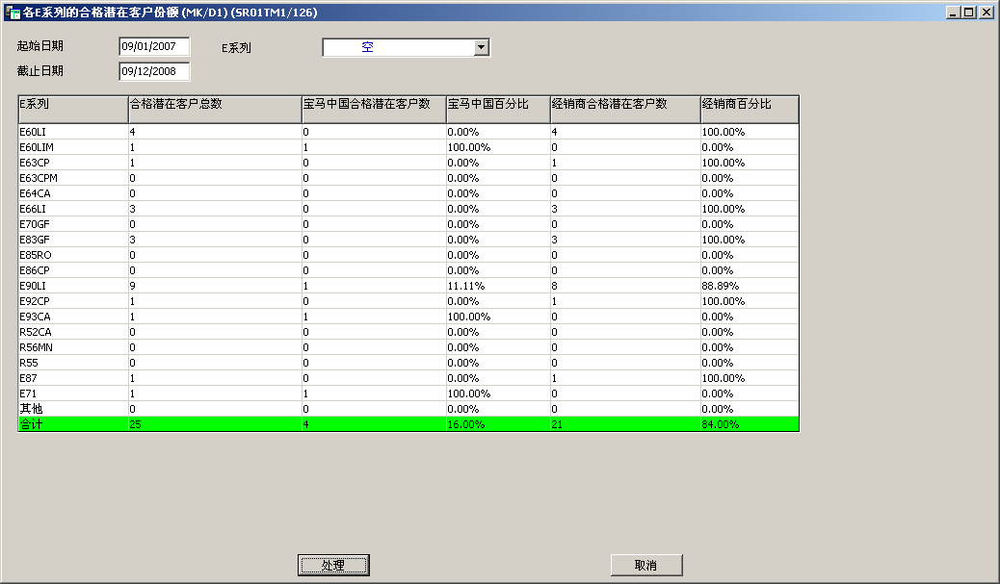 各E系列的合格潜在客户份额 (MK/D1) (SR01TM1/126)
起始日期 09/01/2007 E系列 空
截止日期 09/12/2008
E系列 合格潜在客户总数 宝马中国合格潜在客户数 宝马中国百分比 经销商合格潜在客户数 经销商百分比
E60LI 4 0 0.00% 4 100.00%
E60LIM 1 1 100.00% 0 0.00%
E63CP 1 0 0.00% 1 100.00%
E63CPM 0 0 0.00% 0 0.00%
E64CA 0 0 0.00% 0 0.00%
E66LI 3 0 0.00% 3 100.00%
E70GF 0 0 0.00% 0 0.00%
E83GF 3 0 0.00% 3 100.00%
E85RO 0 0 0.00% 0 0.00%
E86CP 0 0 0.00% 0 0.00%
E90LI 9 1 11.11% 8 88.89%
E92CP 1 0 0.00% 1 100.00%
E93CA 1 1 100.00% 0 0.00%
R52CA 0 0 0.00% 0 0.00%
R56MN 0 0 0.00% 0 0.00%
R55 0 0 0.00% 0 0.00%
E87 1 0 0.00% 1 100.00%
E71 1 1 100.00% 0 0.00%
其他 0 0 0.00% 0 0.00%
合计 25 4 16.00% 21 84.00%
处理 取消